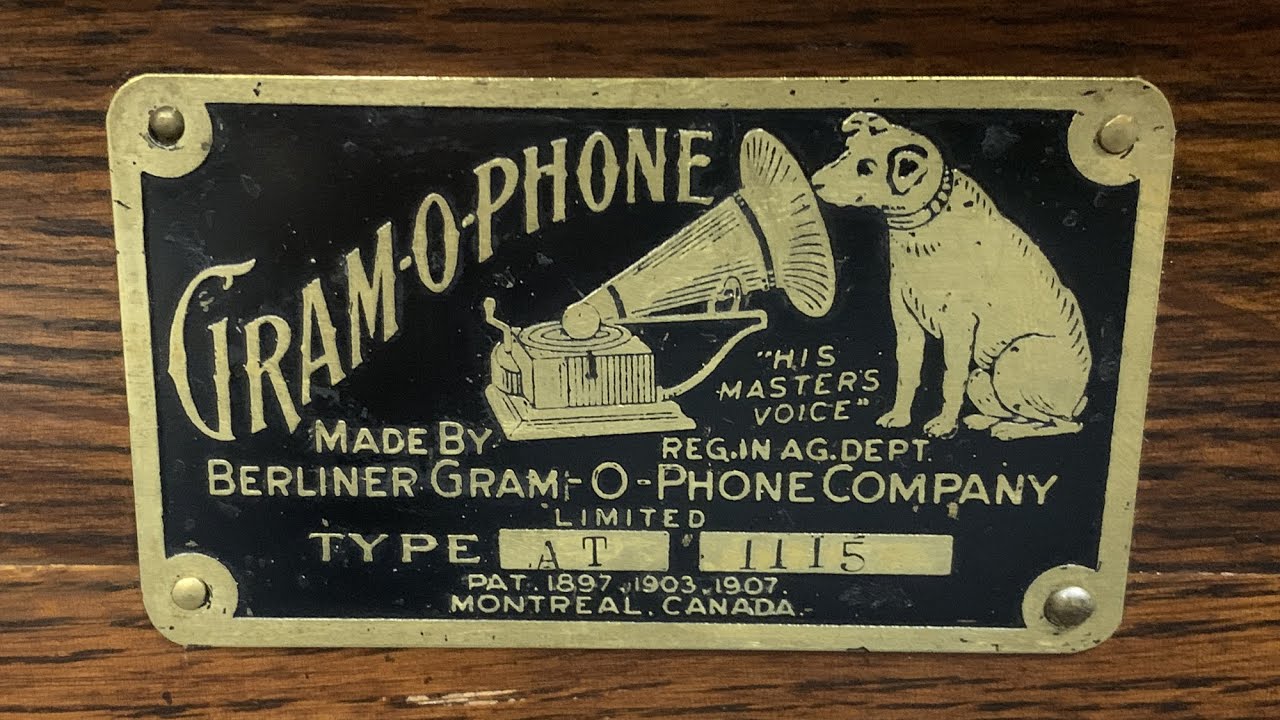 GRAM-O-PHONE
"HIS
MASTER'S
VOICE"
MADE BY
REG. IN AG. DEPT.
BERLINER GRAM-O-PHONE COMPANY
LIMITED
TYPE AT 1115
PAT. 1897, 1903, 1907.
MONTREAL. CANADA.